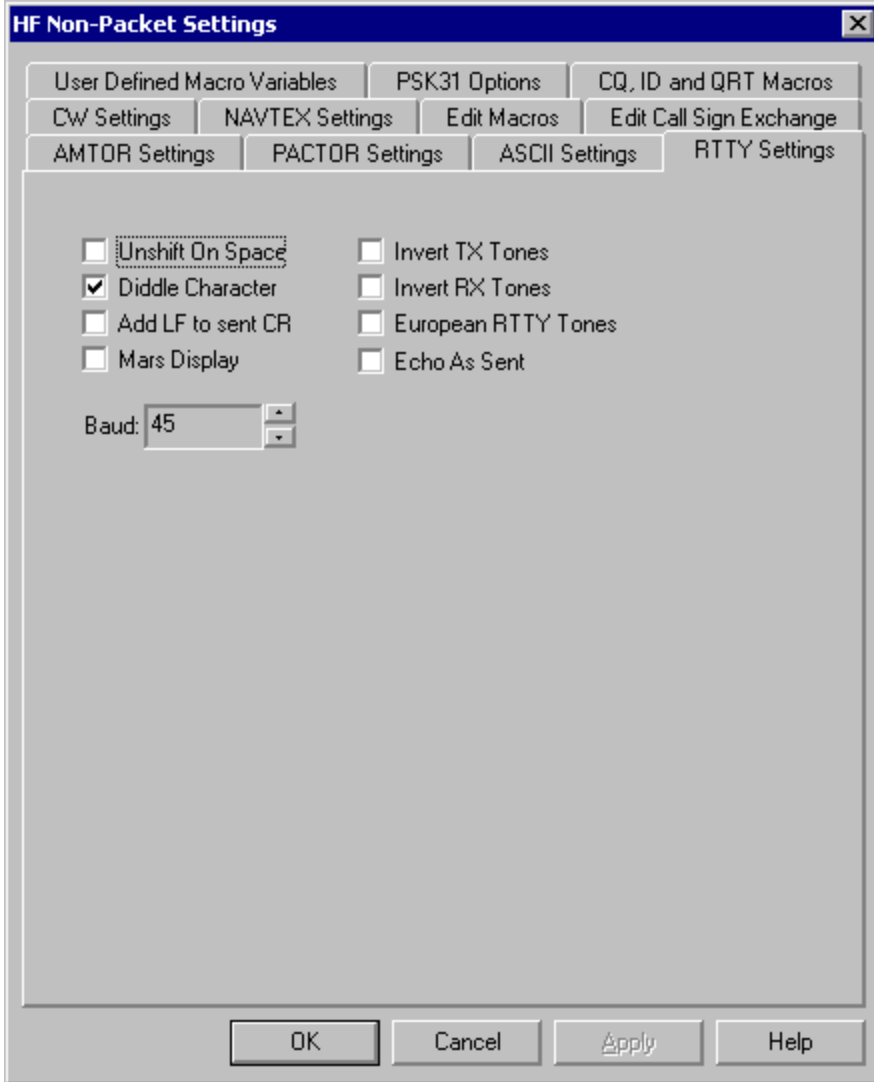 HF Non-Packet Settings
User Defined Macro Variables PSK31 Options CQ, ID and QRT Macros
CW Settings NAVTEX Settings Edit Macros Edit Call Sign Exchange
AMTOR Settings PACTOR Settings ASCII Settings RTTY Settings
Unshift On Space Invert TX Tones
Diddle Character Invert RX Tones
Add LF to sent CR European RTTY Tones
Mars Display Echo As Sent
Baud: 45
OK Cancel Apply Help